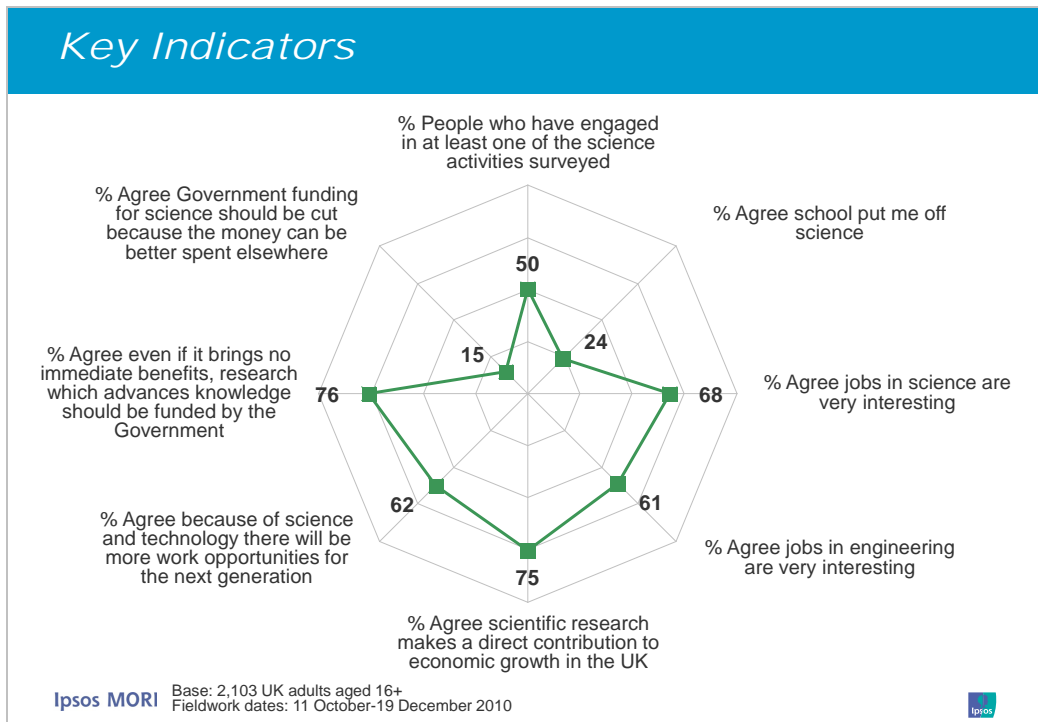 Key Indicators
% People who have engaged
in at least one of the science
activities surveyed
% Agree Government funding
for science should be cut
because the money can be
better spent elsewhere
% Agree school put me off
science
50
15
24
% Agree even if it brings no
immediate benefits, research
which advances knowledge
should be funded by the
Government
76
68
% Agree jobs in science are
very interesting
62
61
% Agree because of science
and technology there will be
more work opportunities for
the next generation
% Agree jobs in engineering
are very interesting
75
% Agree scientific research
makes a direct contribution to
economic growth in the UK
Ipsos MORI
Base: 2,103 UK adults aged 16+
Fieldwork dates: 11 October-19 December 2010
Ipsos